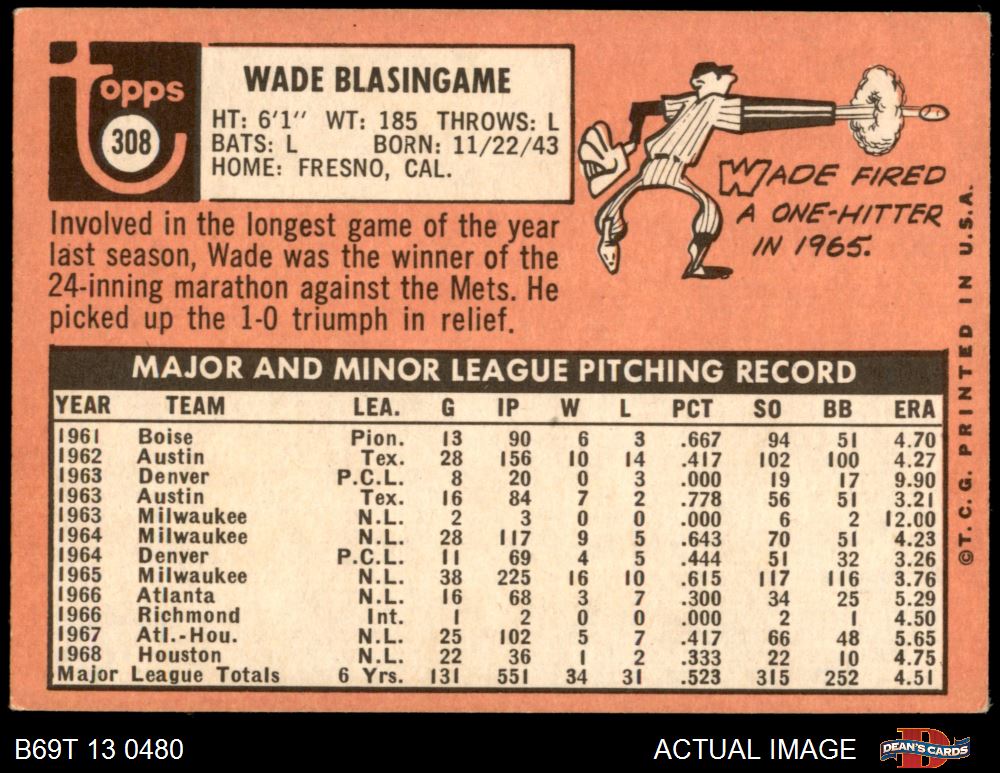 topps
308
WADE BLASINGAME
HT: 6'1" WT: 185 THROWS: L
BATS: L BORN: 11/22/43
HOME: FRESNO, CAL.
WADE FIRED
A ONE-HITTER
IN 1965.
Involved in the longest game of the year
last season, Wade was the winner of the
24-inning marathon against the Mets. He
picked up the 1-0 triumph in relief.
MAJOR AND MINOR LEAGUE PITCHING RECORD
YEAR TEAM LEA. G IP W L PCT SO BB ERA
1961 Boise Pion. 13 90 6 3 .667 94 51 4.70
1962 Austin Tex. 28 156 10 14 .417 102 100 4.27
1963 Denver P.C.L. 8 20 0 3 .000 19 17 9.90
1963 Austin Tex. 16 84 7 2 .778 56 51 3.21
1963 Milwaukee N.L. 2 3 0 0 .000 6 2 12.00
1964 Milwaukee N.L. 28 117 9 5 .643 70 51 4.23
1964 Denver P.C.L. 11 69 4 5 .444 51 32 3.26
1965 Milwaukee N.L. 38 225 16 10 .615 117 116 3.76
1966 Atlanta N.L. 16 68 3 7 .300 34 25 5.29
1966 Richmond Int. 1 2 0 0 .000 2 1 4.50
1967 Atl.-Hou. N.L. 25 102 5 7 .417 66 48 5.65
1968 Houston N.L. 22 36 1 2 .333 22 10 4.75
Major League Totals 6 Yrs. 131 551 34 31 .523 315 252 4.51
©T.C.G. PRINTED IN U.S.A.
B69T 13 0480
ACTUAL IMAGE
DEAN'S CARDS